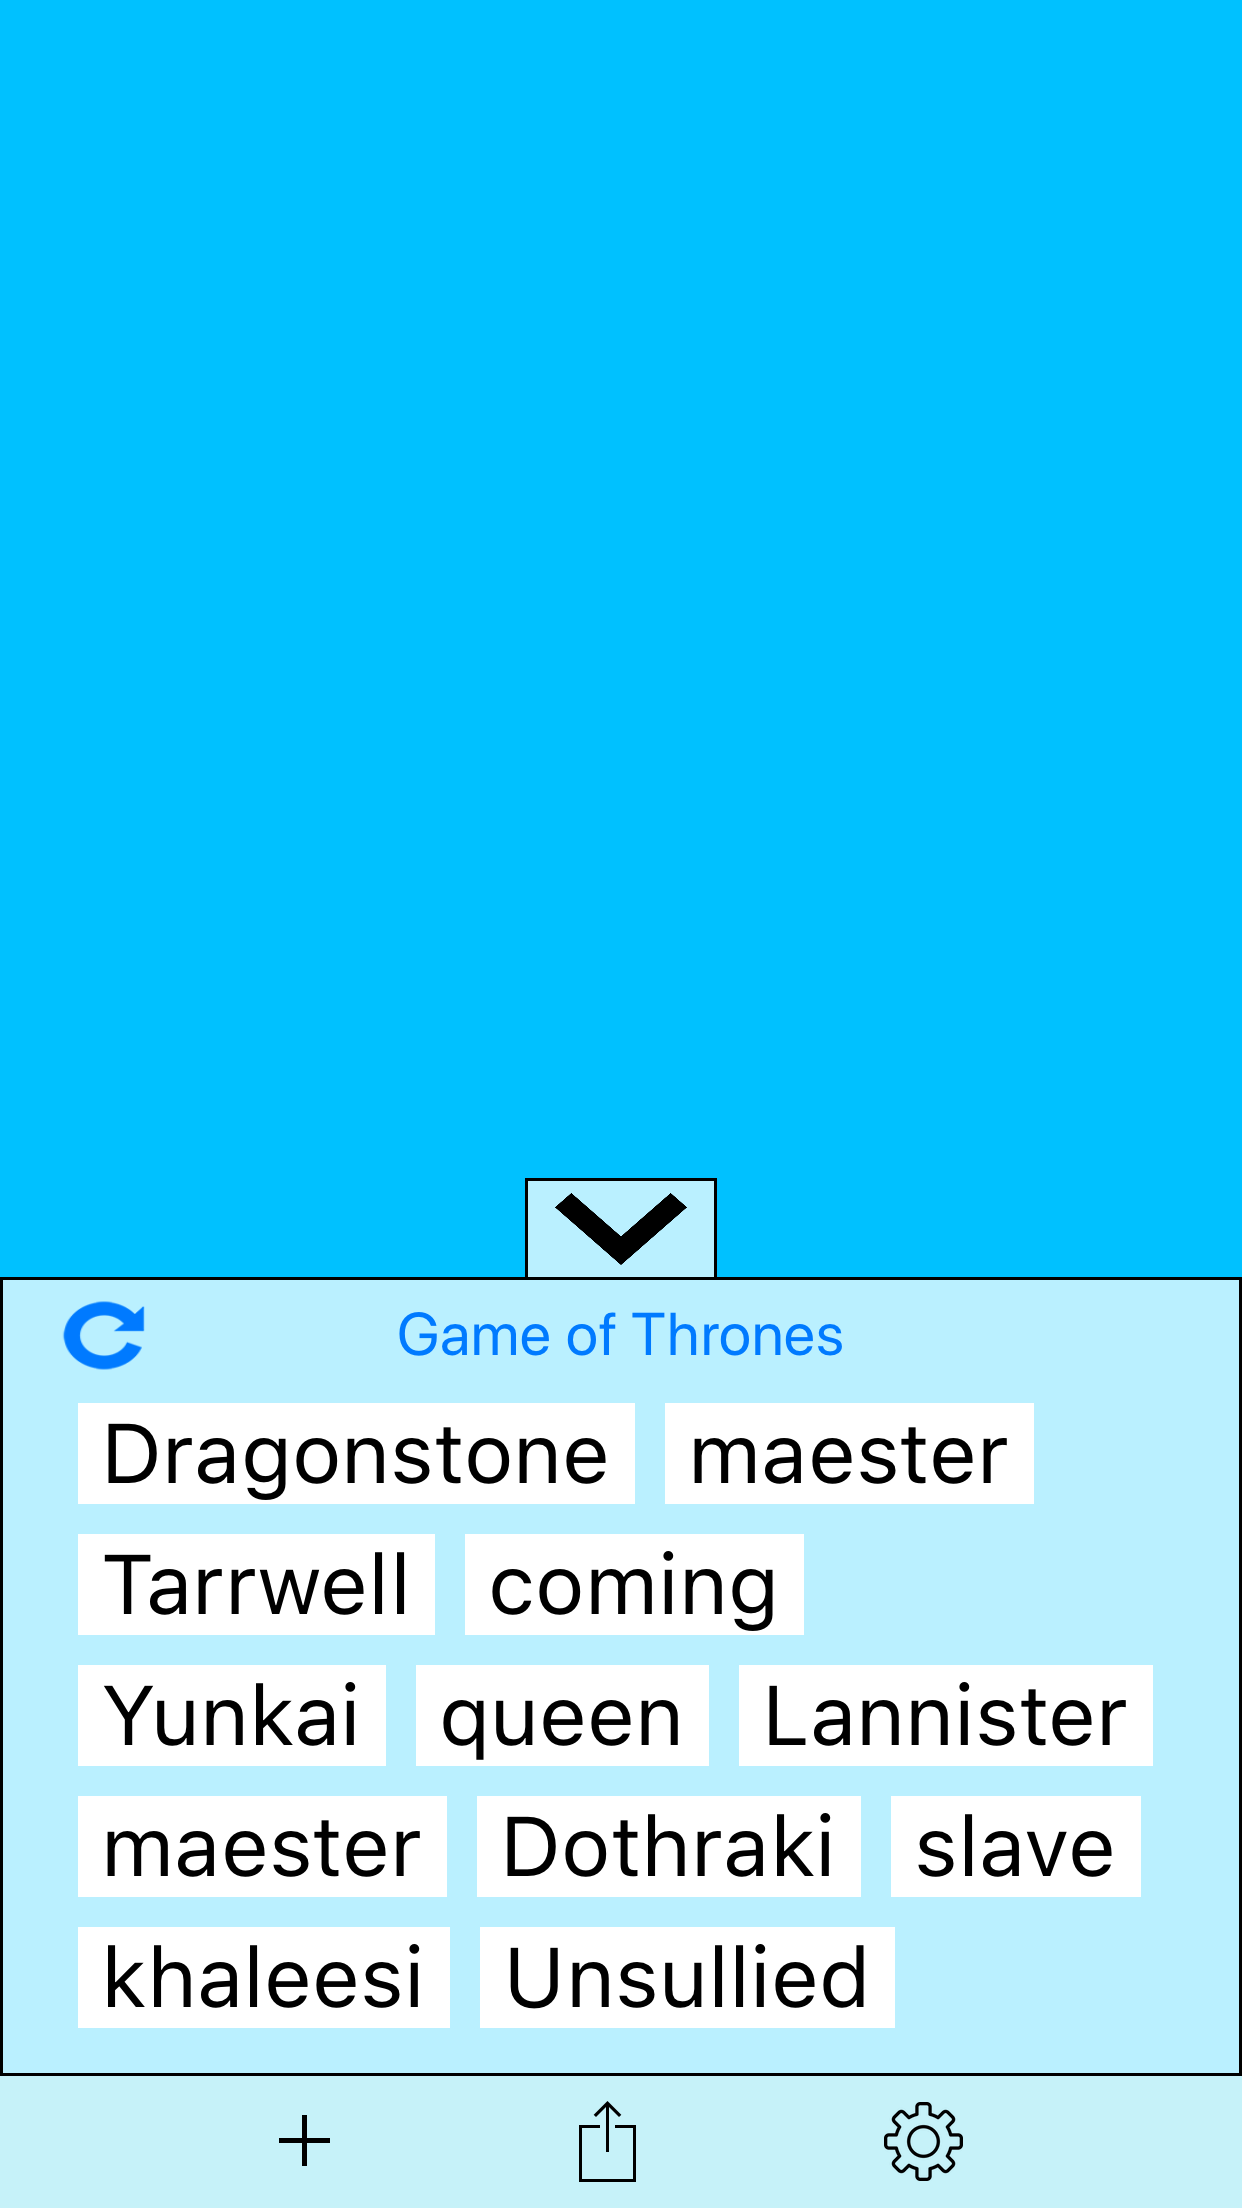 Game of Thrones
Dragonstone maester
Tarrwell coming
Yunkai queen Lannister
maester Dothraki slave
khaleesi Unsullied